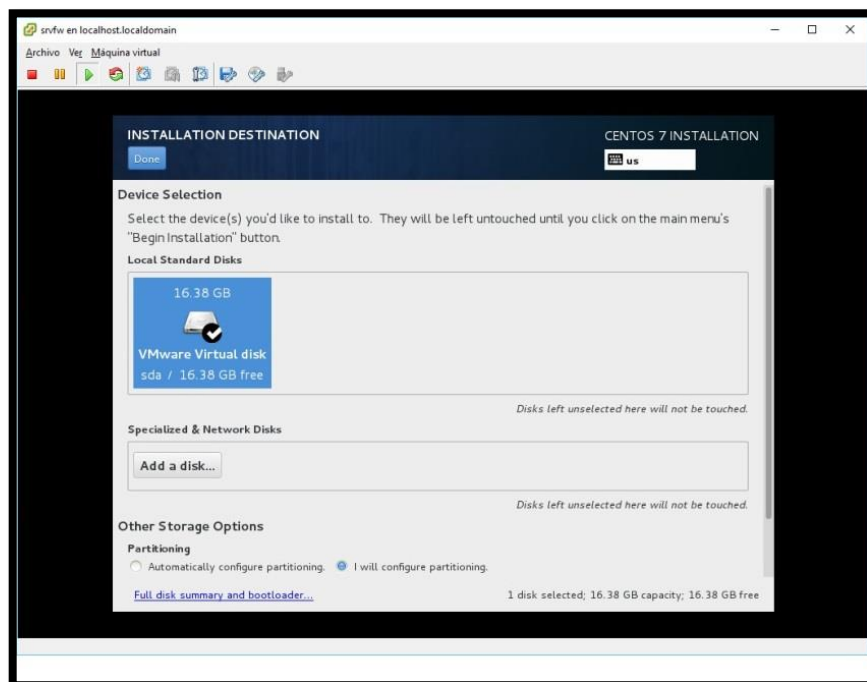 srvfw en localhost.localdomain
Archivo Ver Máquina virtual
INSTALLATION DESTINATION
CENTOS 7 INSTALLATION
Done
us
Device Selection
Select the device(s) you'd like to install to. They will be left untouched until you click on the main menu's
"Begin Installation" button.
Local Standard Disks
16.38 GB
VMware Virtual disk
sda / 16.38 GB free
Disks left unselected here will not be touched.
Specialized & Network Disks
Add a disk...
Disks left unselected here will not be touched.
Other Storage Options
Partitioning
Automatically configure partitioning. I will configure partitioning.
Full disk summary and bootloader...
1 disk selected; 16.38 GB capacity; 16.38 GB free